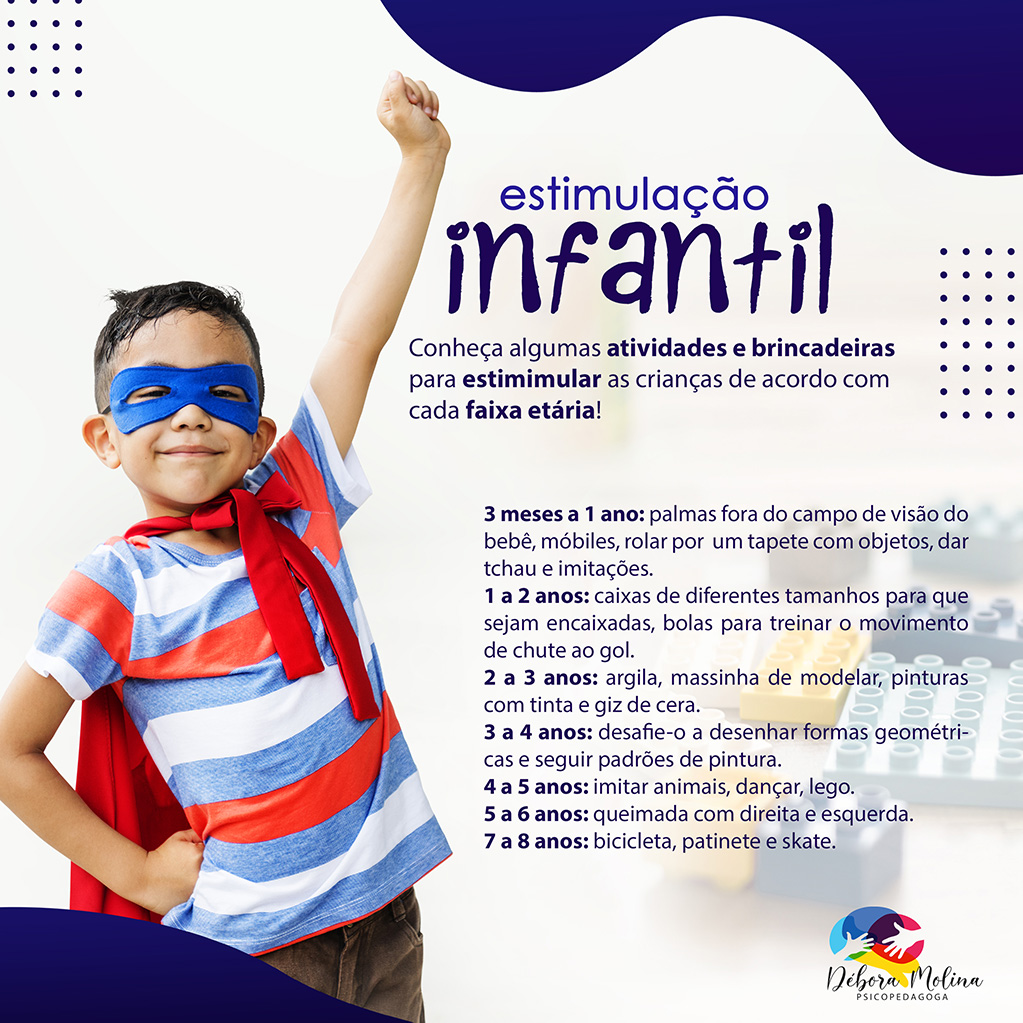 estimulação
infantil
Conheça algumas atividades e brincadeiras
para estimimular as crianças de acordo com
cada faixa etária!
3 meses a 1 ano: palmas fora do campo de visão do
bebê, móbiles, rolar por um tapete com objetos, dar
tchau e imitações.
1 a 2 anos: caixas de diferentes tamanhos para que
sejam encaixadas, bolas para treinar o movimento
de chute ao gol.
2 a 3 anos: argila, massinha de modelar, pinturas
com tinta e giz de cera.
3 a 4 anos: desafie-o a desenhar formas geométri-
cas e seguir padrões de pintura.
4 a 5 anos: imitar animais, dançar, lego.
5 a 6 anos: queimada com direita e esquerda.
7 a 8 anos: bicicleta, patinete e skate.
Débora Molina
PSICOPEDAGOGA